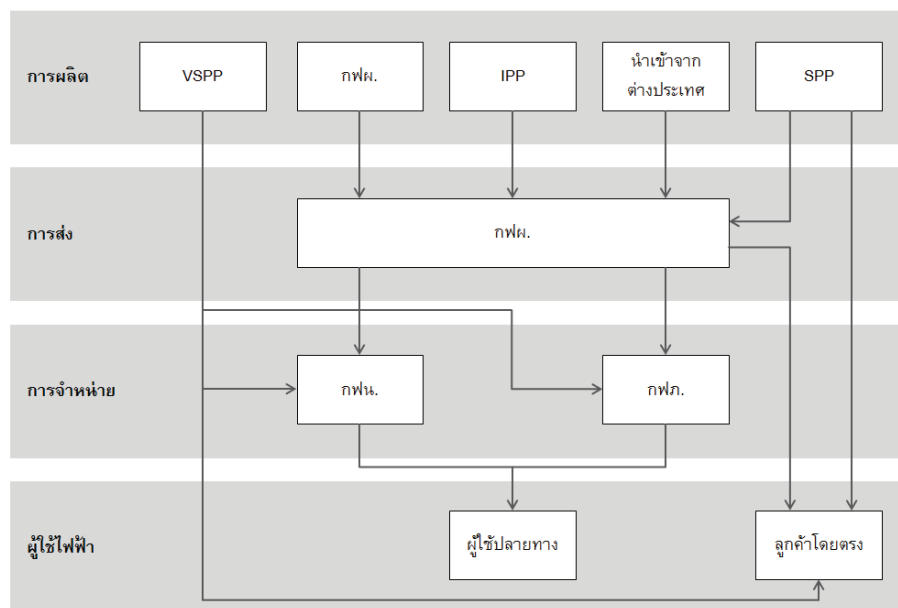 การผลิต
VSPP
กฟผ.
IPP
นำเข้าจาก
ต่างประเทศ
SPP
การส่ง
กฟผ.
การจำหน่าย
กฟน.
กฟภ.
ผู้ใช้ไฟฟ้า
ผู้ใช้ปลายทาง
ลูกค้าโดยตรง